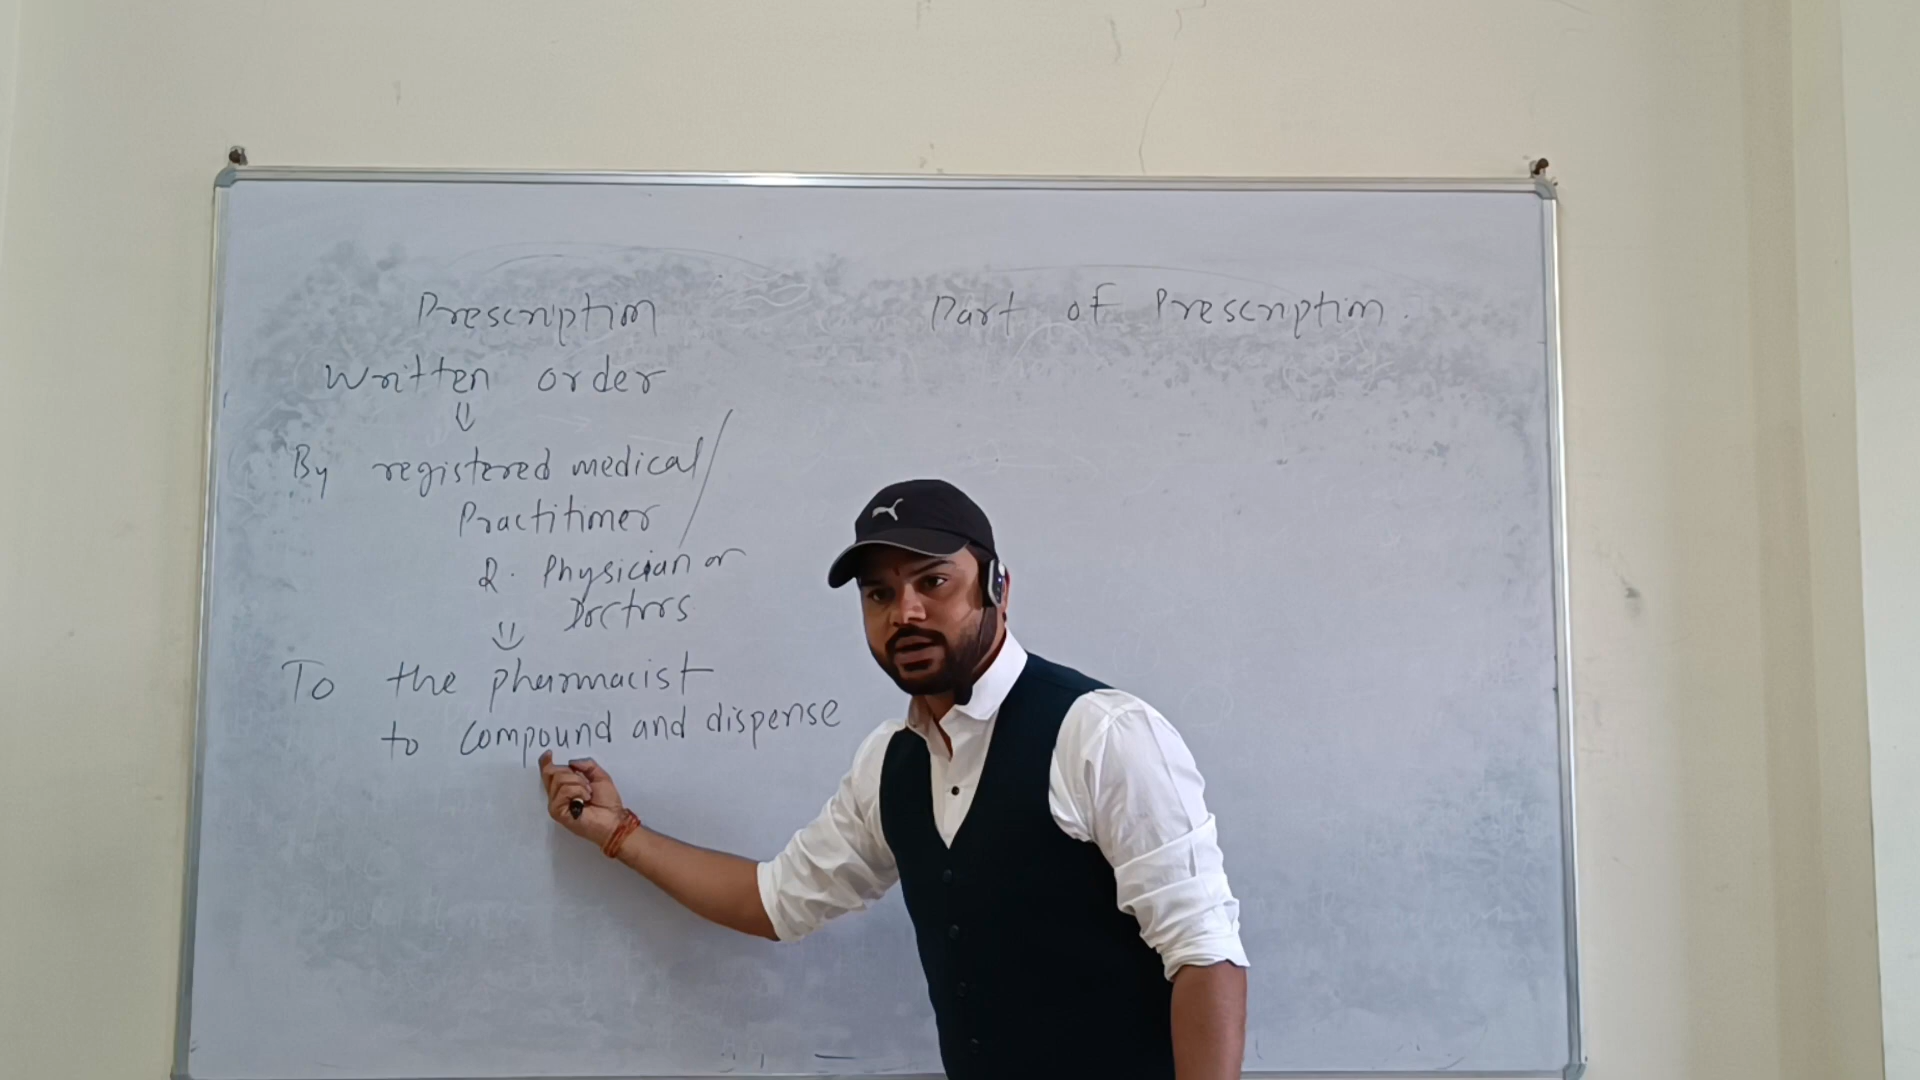 Prescription
Written order
By registered medical/
Practitioner
R. Physician or
Doctors
To the pharmacist
to compound and dispense
Part of Prescription.